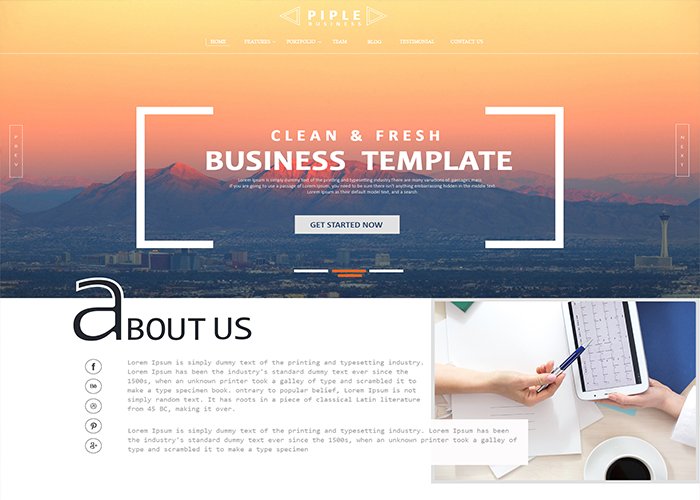 PIPLE
BUSINESS
HOME FEATURES PORTFOLIO TEAM BLOG TESTIMONIAL CONTACT US
PREV
NEXT
CLEAN & FRESH
BUSINESS TEMPLATE
Lorem Ipsum is simply dummy text of the printing and typesetting industry.There are many variations of passages mass
If you are going to use a passage of Lorem Ipsum, you need to be sure there isn't anything embarrassing hidden in the middle text.
Lorem Ipsum as their default model text, and a search.
GET STARTED NOW
aBOUT US
Lorem Ipsum is simply dummy text of the printing and typesetting industry.
Lorem Ipsum has been the industry's standard dummy text ever since the
1500s, when an unknown printer took a galley of type and scrambled it to
make a type specimen book. ontrary to popular belief, Lorem Ipsum is not
simply random text. It has roots in a piece of classical Latin literature
from 45 BC, making it over.
Lorem Ipsum is simply dummy text of the printing and typesetting industry. Lorem Ipsum has been
the industry's standard dummy text ever since the 1500s, when an unknown printer took a galley of
type and scrambled it to make a type specimen
f
Bē
g+